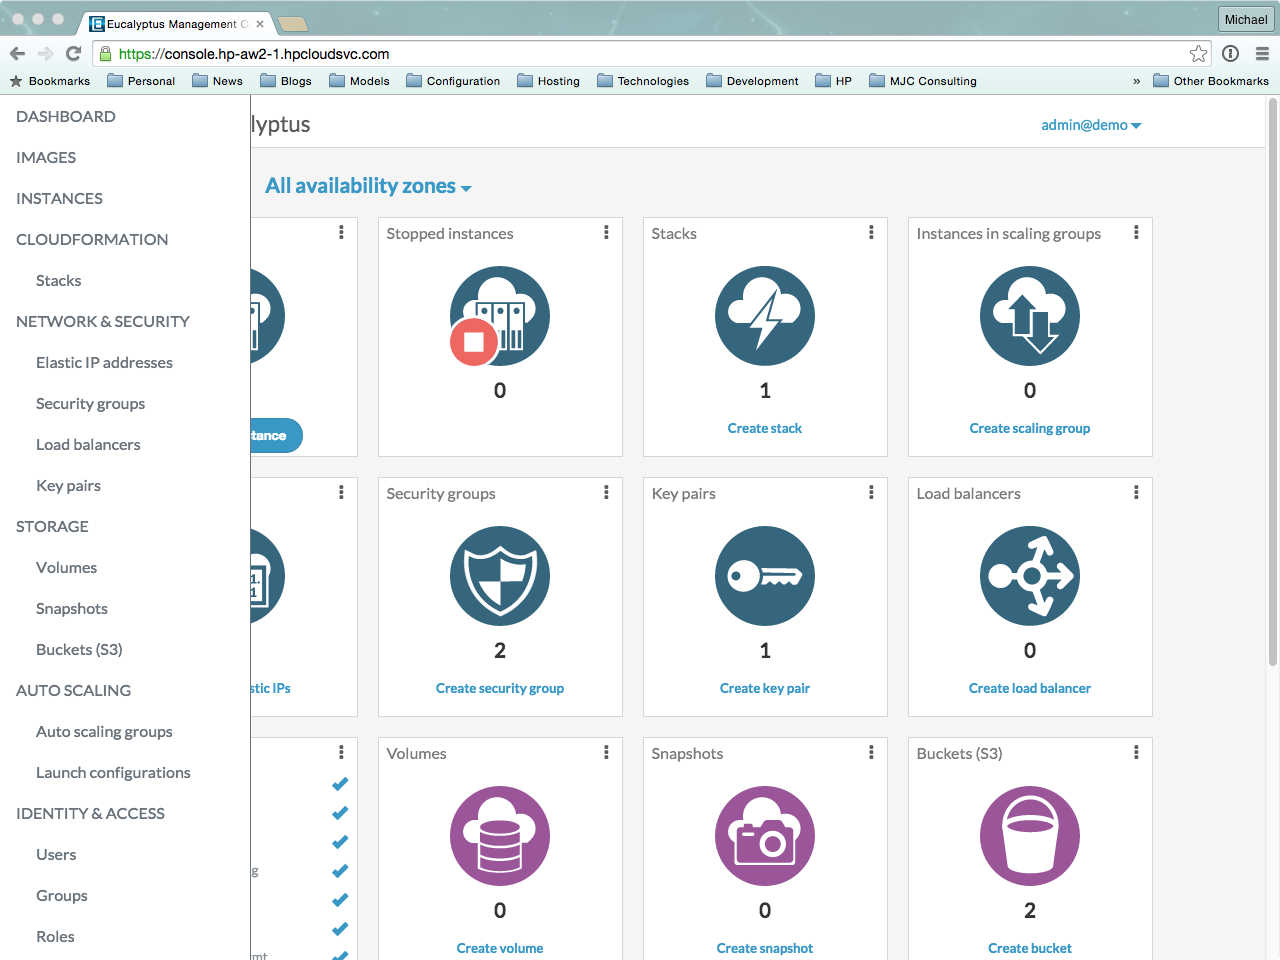 Eucalyptus Management C
Michael
https://console.hp-aw2-1.hpcloudsvc.com
Bookmarks Personal News Blogs Models Configuration Hosting Technologies Development HP MJC Consulting » Other Bookmarks
DASHBOARD
IMAGES
INSTANCES
CLOUDFORMATION
Stacks
NETWORK & SECURITY
Elastic IP addresses
Security groups
Load balancers
Key pairs
STORAGE
Volumes
Snapshots
Buckets (S3)
AUTO SCALING
Auto scaling groups
Launch configurations
IDENTITY & ACCESS
Users
Groups
Roles
lyptus
admin@demo
All availability zones
tance
Stopped instances
0
Stacks
1
Create stack
Instances in scaling groups
0
Create scaling group
1.
1
stic IPs
Security groups
2
Create security group
Key pairs
1
Create key pair
Load balancers
0
Create load balancer
g
mt
Volumes
0
Create volume
Snapshots
0
Create snapshot
Buckets (S3)
2
Create bucket